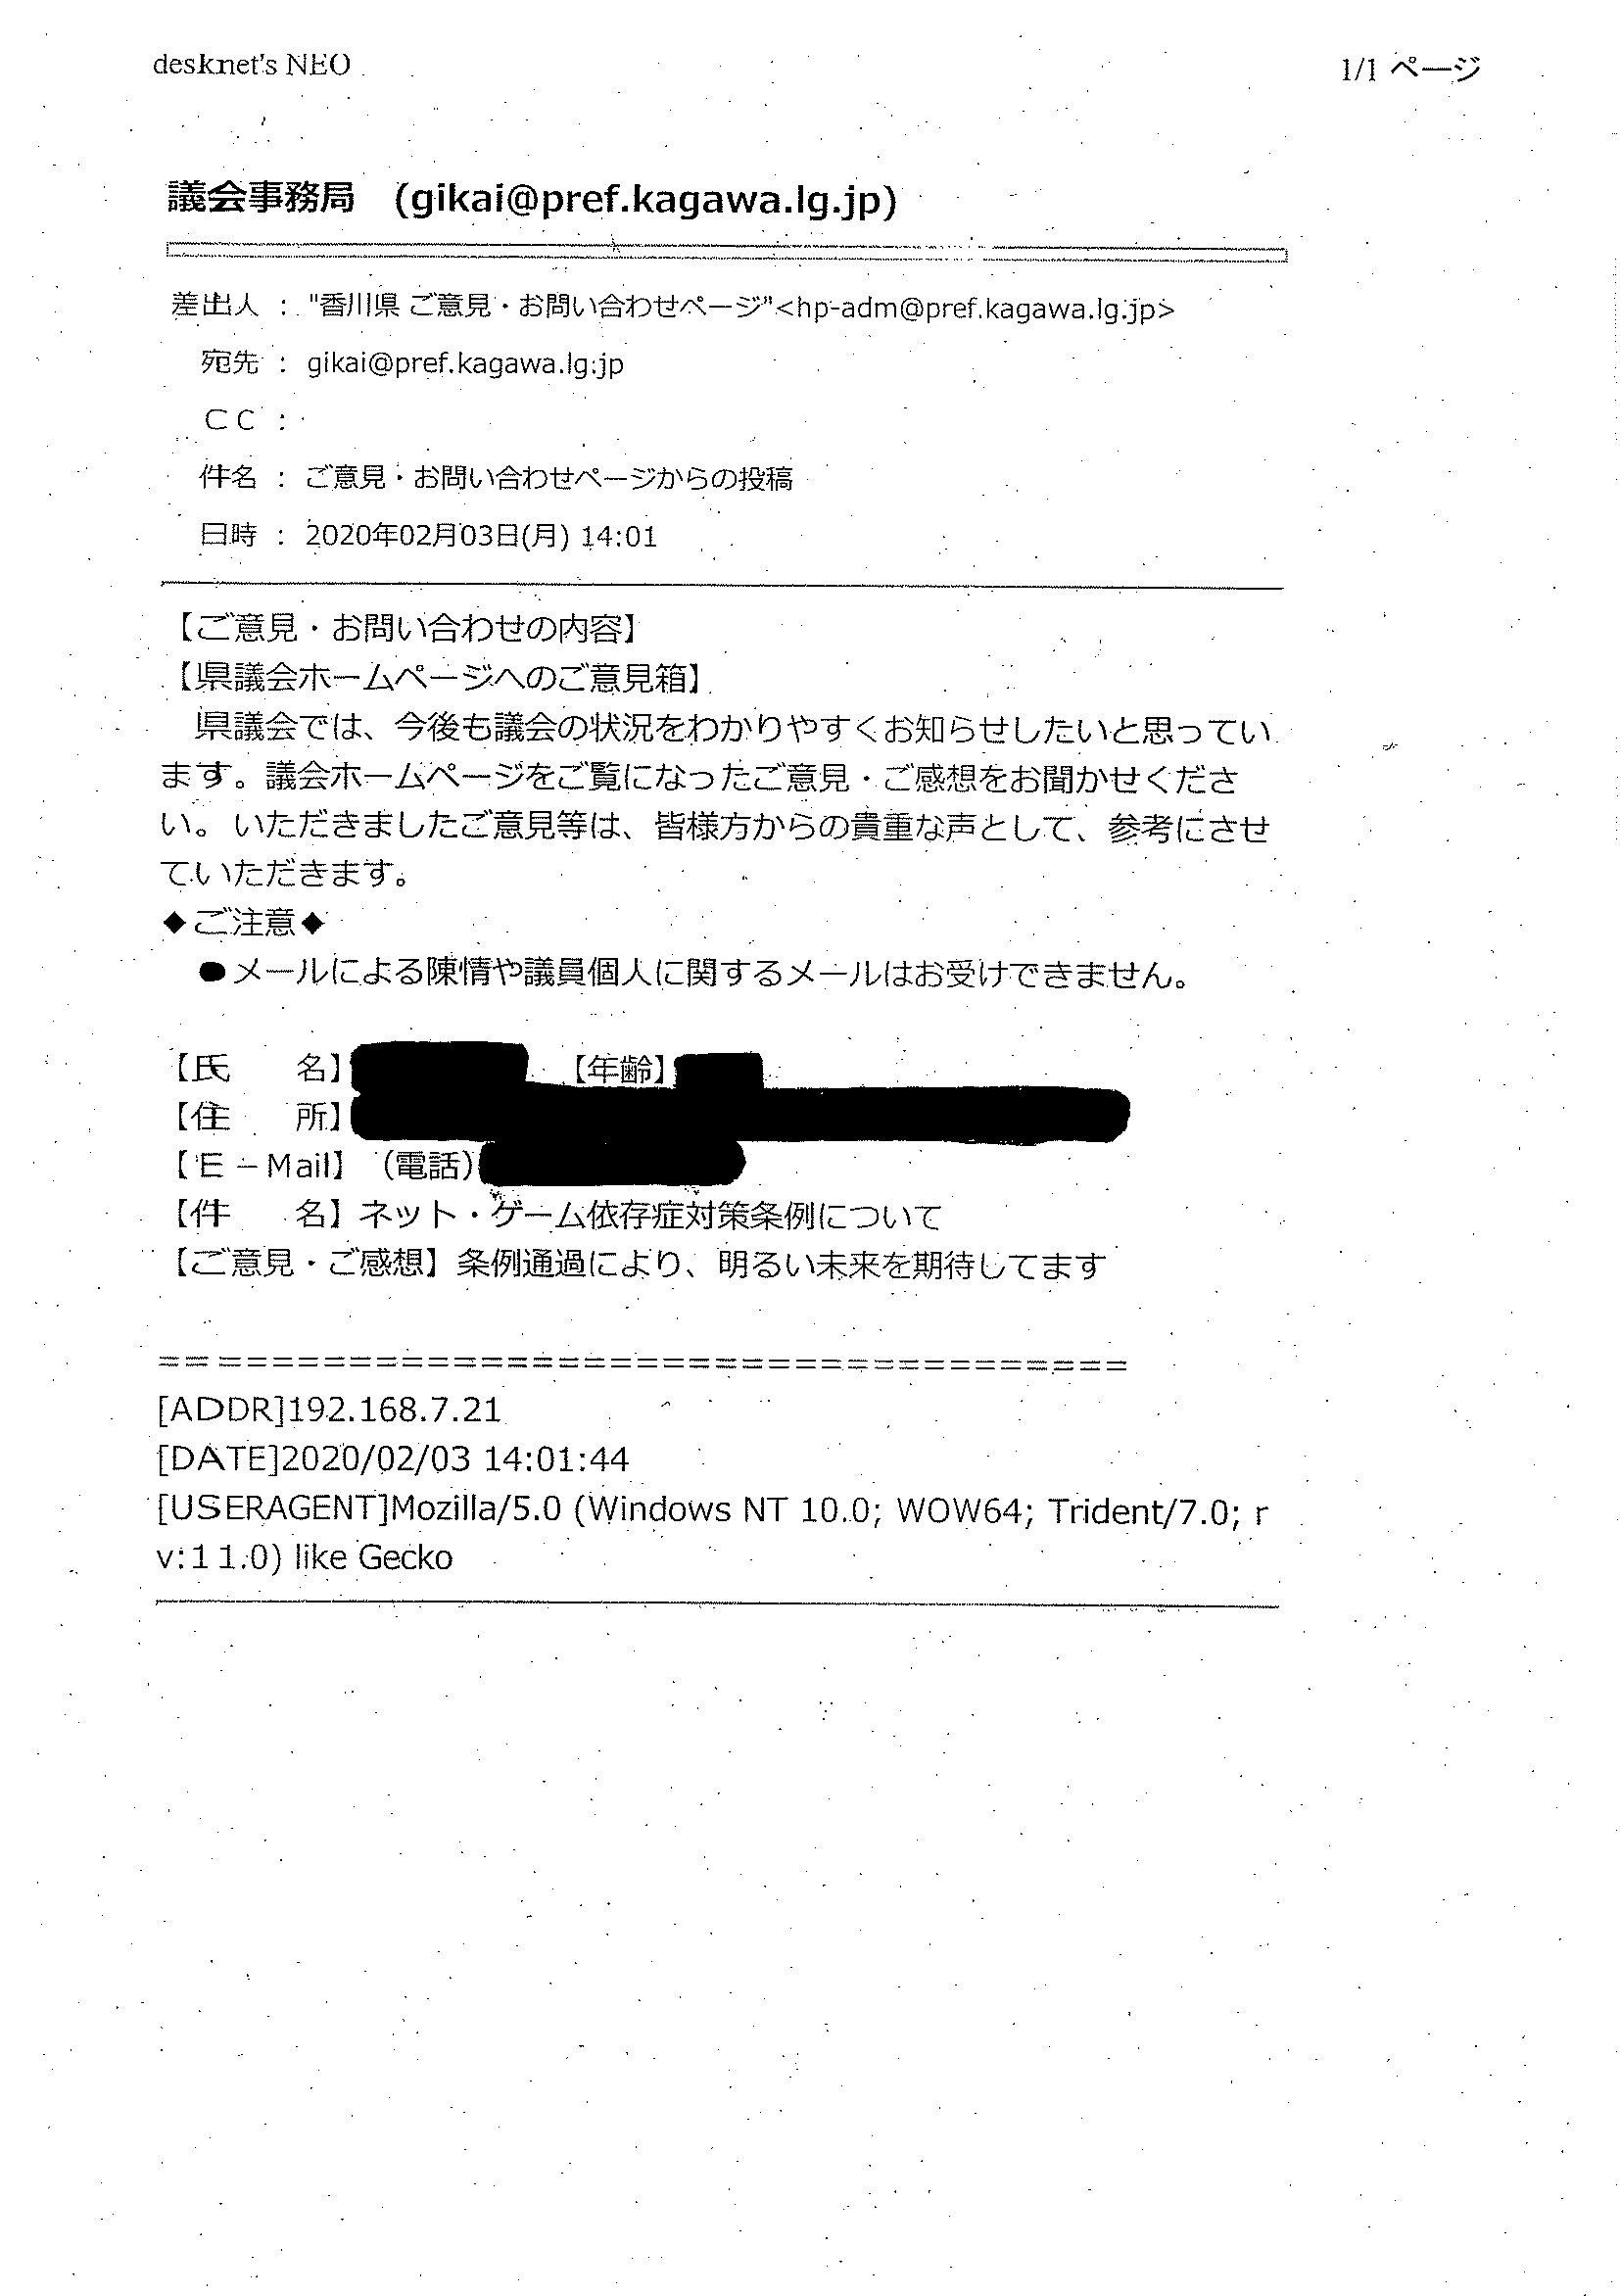 desknet's NEO
1/1 ページ
議会事務局 (gikai@pref.kagawa.lg.jp)
差出人 : "香川県 ご意見・お問い合わせページ"<hp-adm@pref.kagawa.lg.jp>
宛先 : gikai@pref.kagawa.lg.jp
ＣＣ :
件名 : ご意見・お問い合わせページからの投稿
日時 : 2020年02月03日(月) 14:01
【ご意見・お問い合わせの内容】
【県議会ホームページへのご意見箱】
県議会では、今後も議会の状況をわかりやすくお知らせしたいと思ってい
ます。議会ホームページをご覧になったご意見・ご感想をお聞かせくださ
い。いただきましたご意見等は、皆様方からの貴重な声として、参考にさせ
ていただきます。
◆ご注意◆
●メールによる陳情や議員個人に関するメールはお受けできません。
【氏　　名】　【年齢】
【住　　所】
【Ｅ－Mail】（電話）
【件　　名】ネット・ゲーム依存症対策条例について
【ご意見・ご感想】条例通過により、明るい未来を期待してます
=====================================
[ADDR]192.168.7.21
[DATE]2020/02/03 14:01:44
[USERAGENT]Mozilla/5.0 (Windows NT 10.0; WOW64; Trident/7.0; r
v:11.0) like Gecko